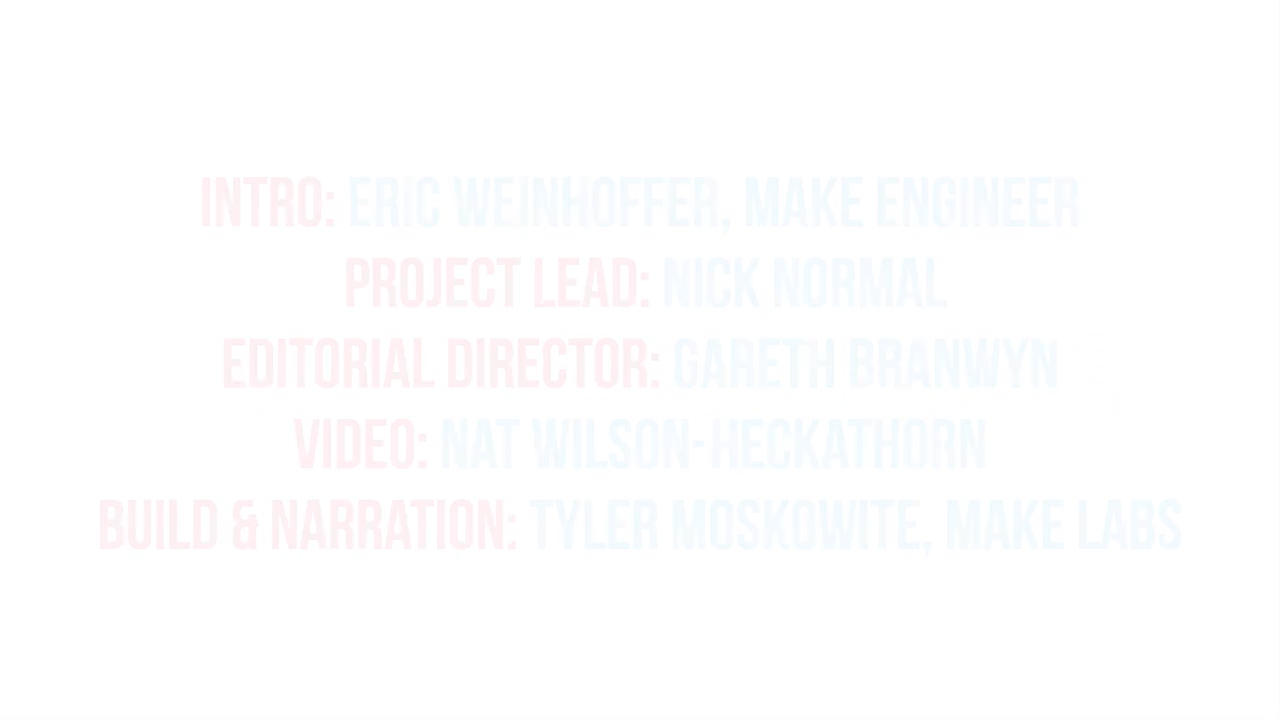 INTRO: ERIC WEINHOFFER, MAKE ENGINEER
PROJECT LEAD: NICK NORMAL
EDITORIAL DIRECTOR: GARETH BRANWYN
VIDEO: NAT WILSON-HECKATHORN
BUILD & NARRATION: TYLER MOSKOWITE, MAKE LABS